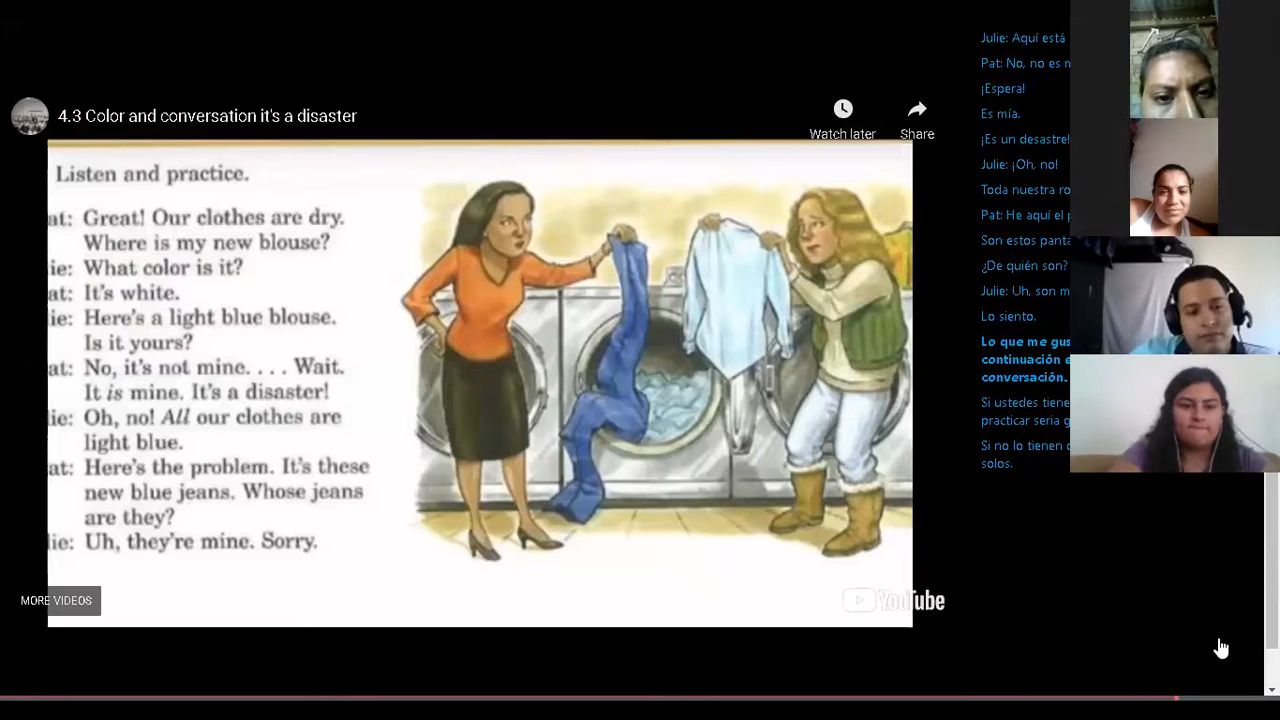 4.3 Color and conversation it's a disaster
Watch later
Share
Listen and practice.
at: Great! Our clothes are dry.
Where is my new blouse?
ie: What color is it?
at: It's white.
lie: Here's a light blue blouse.
Is it yours?
at: No, it's not mine. . . . Wait.
It is mine. It's a disaster!
lie: Oh, no! All our clothes are
light blue.
at: Here's the problem. It's these
new blue jeans. Whose jeans
are they?
lie: Uh, they're mine. Sorry.
MORE VIDEOS
YouTube
Julie: Aquí está
Pat: No, no es
¡Espera!
Es mía.
¡Es un desastre!
Julie: ¡Oh, no!
Toda nuestra
Pat: He aquí el
Son estos
¿De quién son?
Julie: Uh, son
Lo siento.
Lo que me
continuación
conversación.
Si ustedes
practicar seria
Si no lo tienen
solos.